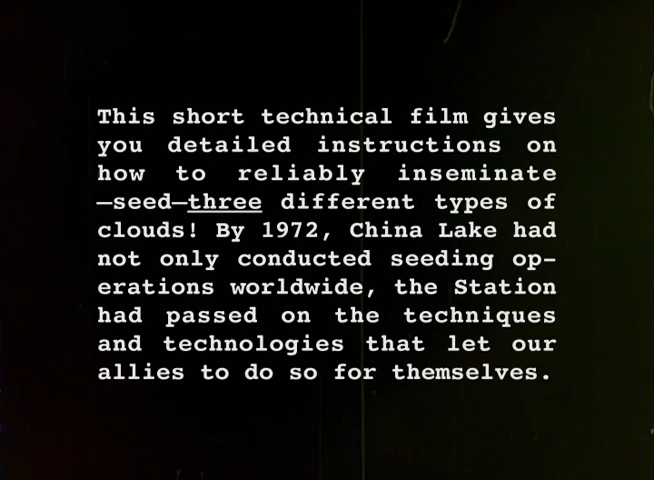 This short technical film gives
you detailed instructions on
how to reliably inseminate
—seed—three different types of
clouds! By 1972, China Lake had
not only conducted seeding op-
erations worldwide, the Station
had passed on the techniques
and technologies that let our
allies to do so for themselves.